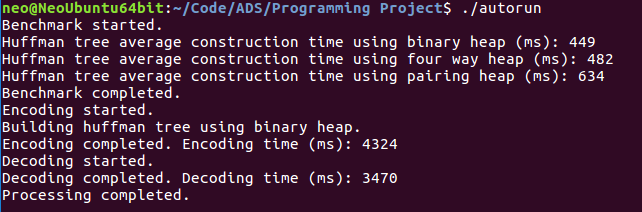 neo@NeoUbuntu64bit:~/Code/ADS/Programming Project$ ./autorun
Benchmark started.
Huffman tree average construction time using binary heap (ms): 449
Huffman tree average construction time using four way heap (ms): 482
Huffman tree average construction time using pairing heap (ms): 634
Benchmark completed.
Encoding started.
Building huffman tree using binary heap.
Encoding completed. Encoding time (ms): 4324
Decoding started.
Decoding completed. Decoding time (ms): 3470
Processing completed.